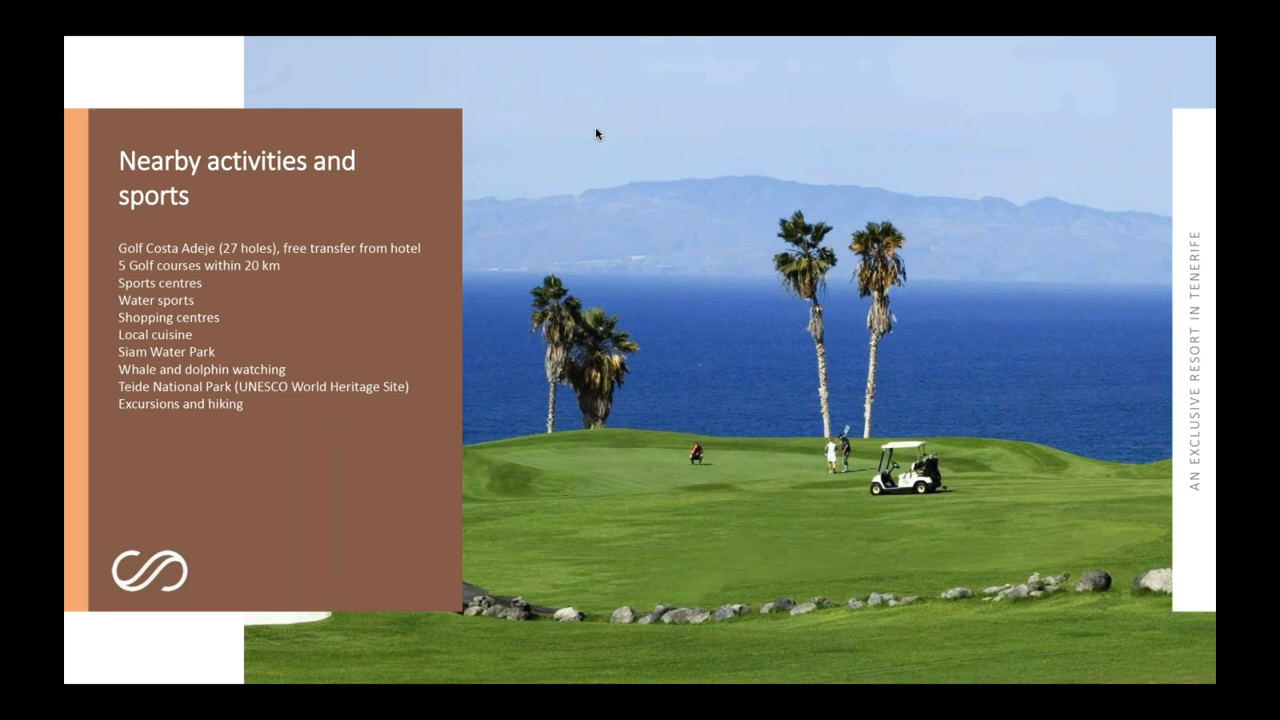 Nearby activities and
sports
Golf Costa Adeje (27 holes), free transfer from hotel
5 Golf courses within 20 km
Sports centres
Water sports
Shopping centres
Local cuisine
Siam Water Park
Whale and dolphin watching
Teide National Park (UNESCO World Heritage Site)
Excursions and hiking
AN EXCLUSIVE RESORT IN TENERIFE